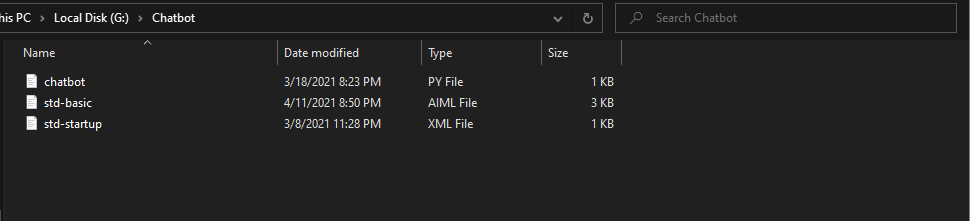 his PC > Local Disk (G:) > Chatbot Search Chatbot
Name Date modified Type Size
chatbot 3/18/2021 8:23 PM PY File 1 KB
std-basic 4/11/2021 8:50 PM AIML File 3 KB
std-startup 3/8/2021 11:28 PM XML File 1 KB